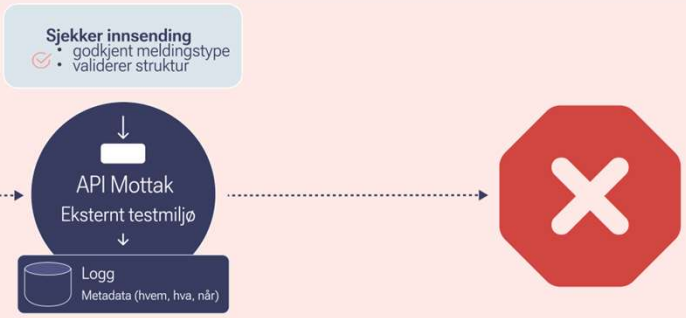 Sjekker innsending
• godkjent meldingstype
• validerer struktur
API Mottak
Eksternt testmiljø
Logg
Metadata (hvem, hva, når)